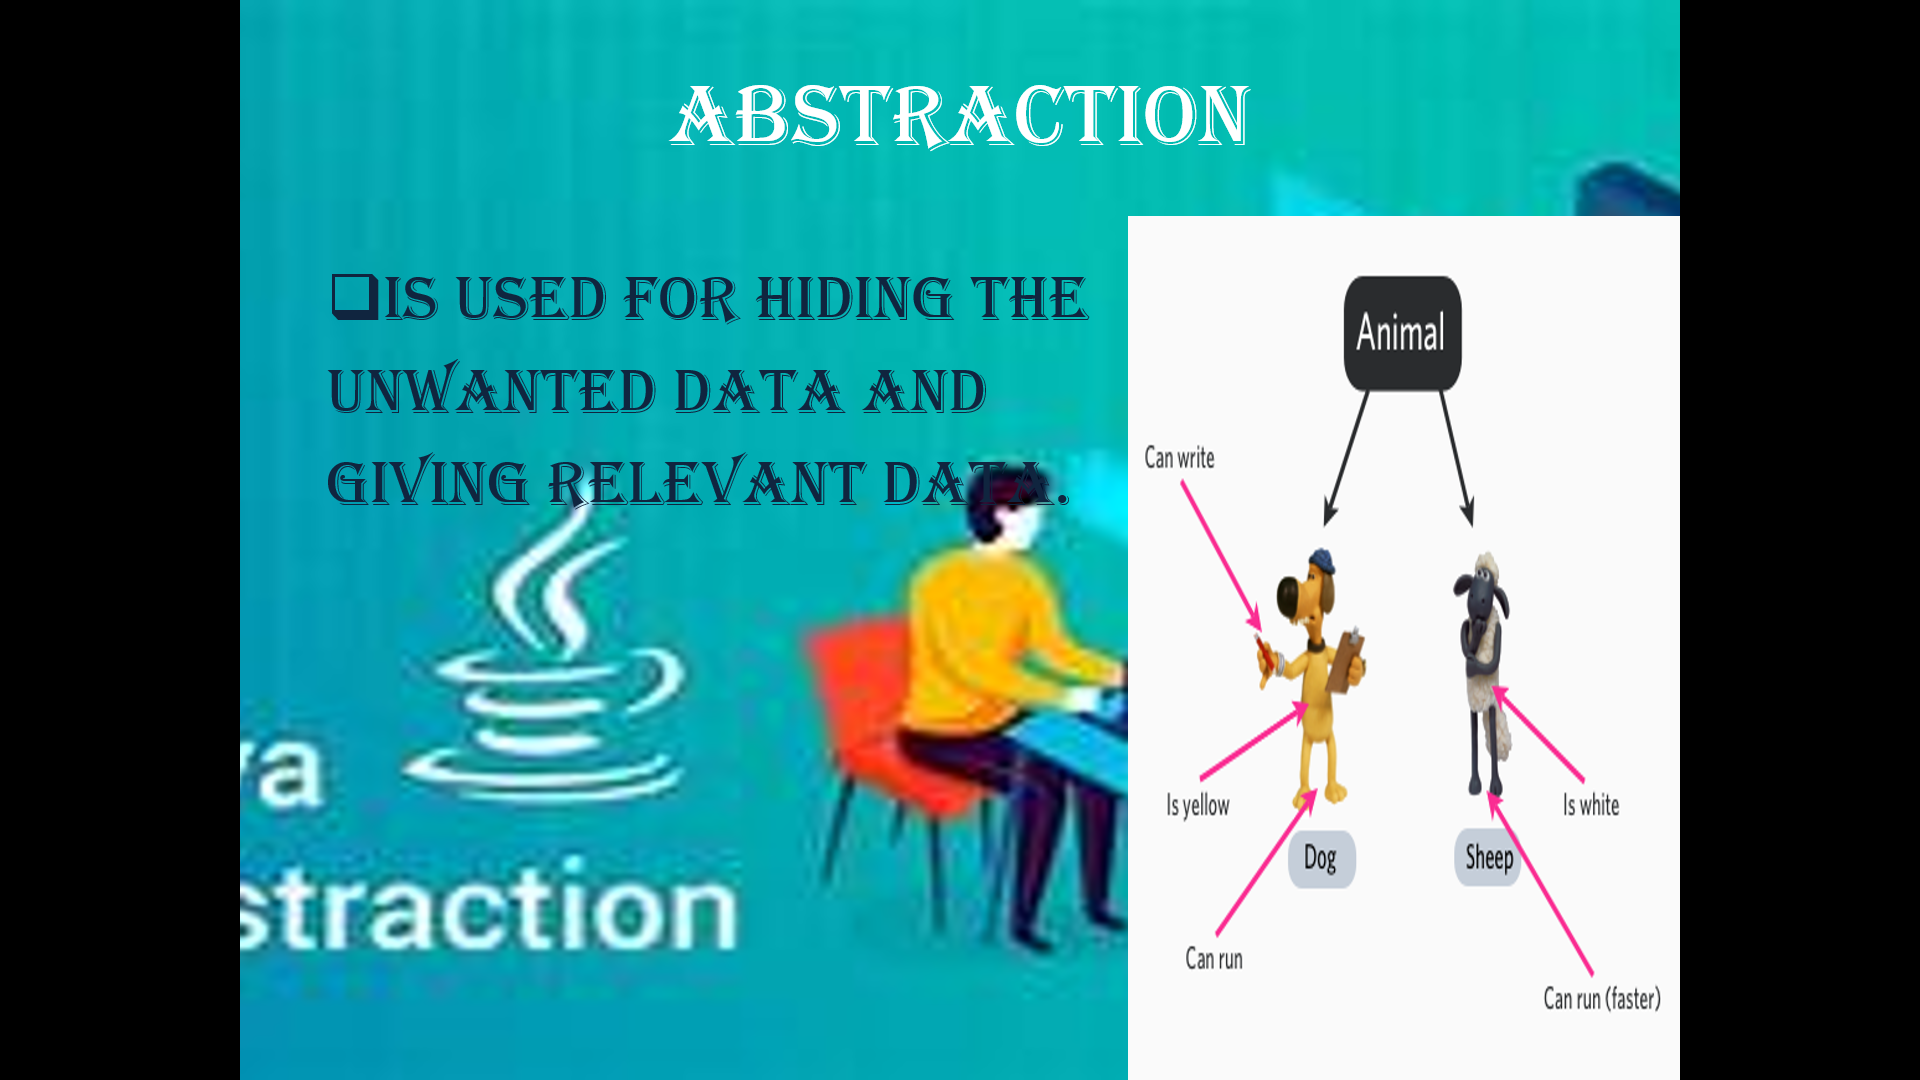 ABSTRACTION
❑IS USED FOR HIDING THE
UNWANTED DATA AND
GIVING RELEVANT DATA.
va
straction
Animal
Can write
Is yellow
Is white
Dog
Sheep
Can run
Can run (faster)